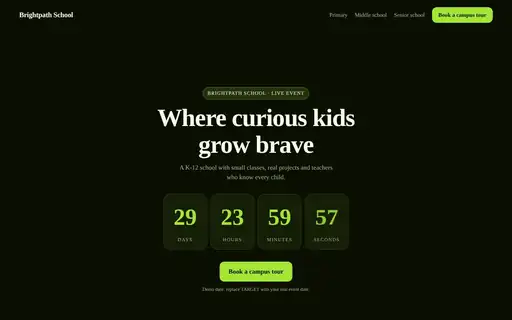 Brightpath School
Primary Middle school Senior school Book a campus tour
BRIGHTPATH SCHOOL · LIVE EVENT
Where curious kids
grow brave
A K-12 school with small classes, real projects and teachers
who know every child.
29 23 59 57
DAYS HOURS MINUTES SECONDS
Book a campus tour
Demo date: replace TARGET with your real event date.